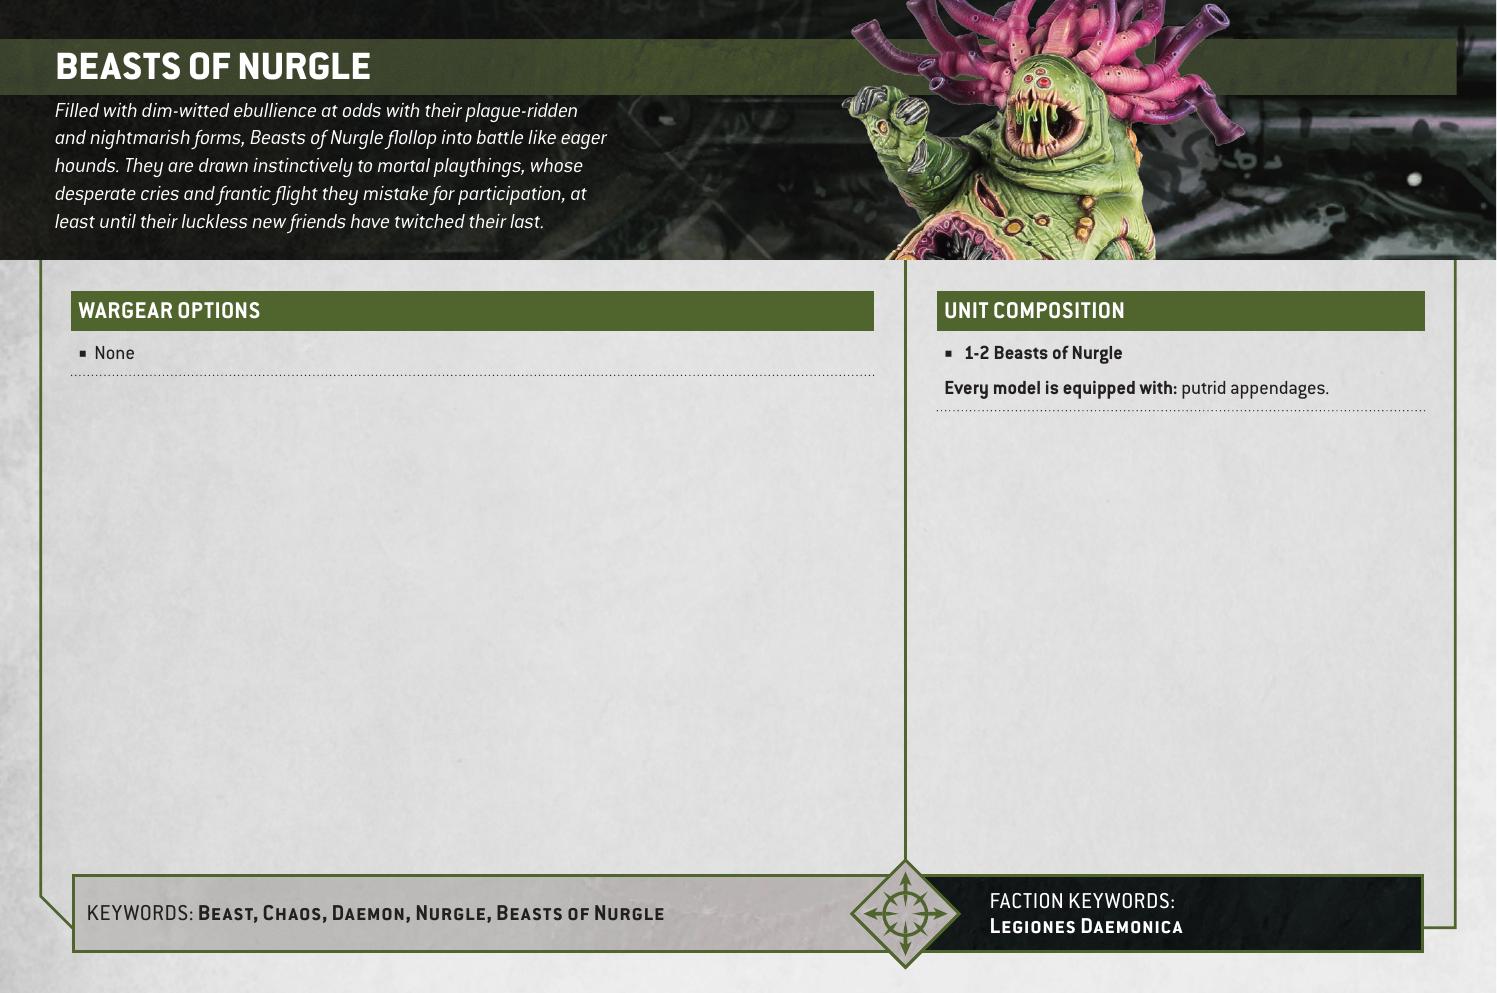 BEASTS OF NURGLE
Filled with dim-witted ebullience at odds with their plague-ridden
and nightmarish forms, Beasts of Nurgle flollop into battle like eager
hounds. They are drawn instinctively to mortal playthings, whose
desperate cries and frantic flight they mistake for participation, at
least until their luckless new friends have twitched their last.
WARGEAR OPTIONS
▪ None
UNIT COMPOSITION
▪ 1-2 Beasts of Nurgle
Every model is equipped with: putrid appendages.
KEYWORDS: Beast, Chaos, Daemon, Nurgle, Beasts of Nurgle
FACTION KEYWORDS:
Legiones Daemonica